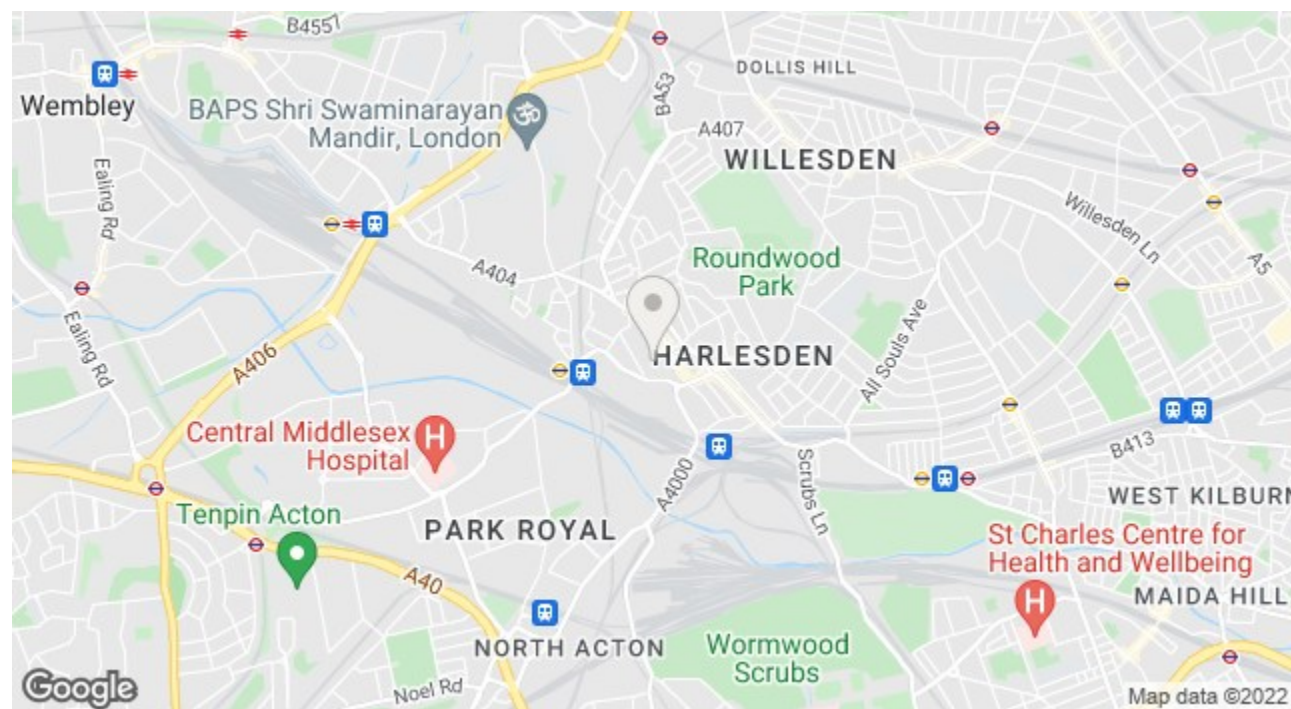 B4557
DOLLIS HILL
Wembley
BAPS Shri Swaminarayan
Mandir, London
B453
A407
WILLESDEN
Ealing Rd
Willesden Ln
A5
Roundwood
Park
A404
Ealing Rd
A406
HARLESDEN
All Souls Ave
Central Middlesex
Hospital
H
B413
A4000
Scrubs Ln
WEST KILBURN
Tenpin Acton
PARK ROYAL
St Charles Centre for
Health and Wellbeing
A40
H
MAIDA HILL
NORTH ACTON
Wormwood
Scrubs
Noel Rd
Google
Map data ©2022